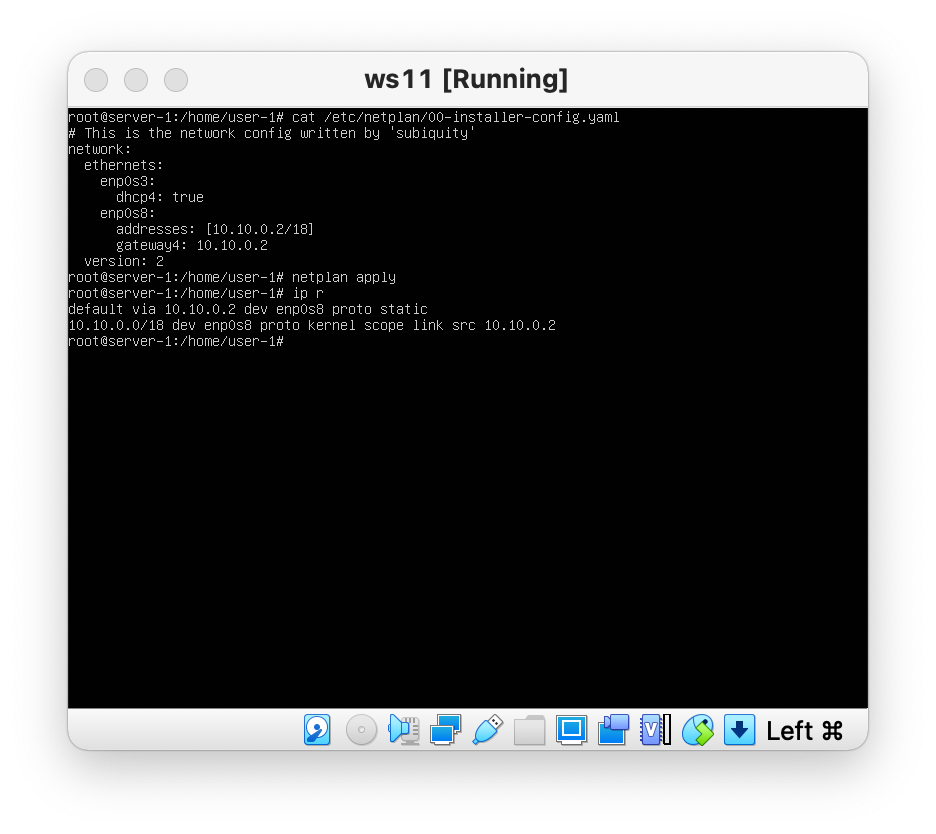 ws11 [Running]
root@server-1:/home/user-1# cat /etc/netplan/00-installer-config.yaml
# This is the network config written by 'subiquity'
network:
  ethernets:
    enp0s3:
      dhcp4: true
    enp0s8:
      addresses: [10.10.0.2/18]
      gateway4: 10.10.0.2
  version: 2
root@server-1:/home/user-1# netplan apply
root@server-1:/home/user-1# ip r
default via 10.10.0.2 dev enp0s8 proto static
10.10.0.0/18 dev enp0s8 proto kernel scope link src 10.10.0.2
root@server-1:/home/user-1#
V
Left ⌘